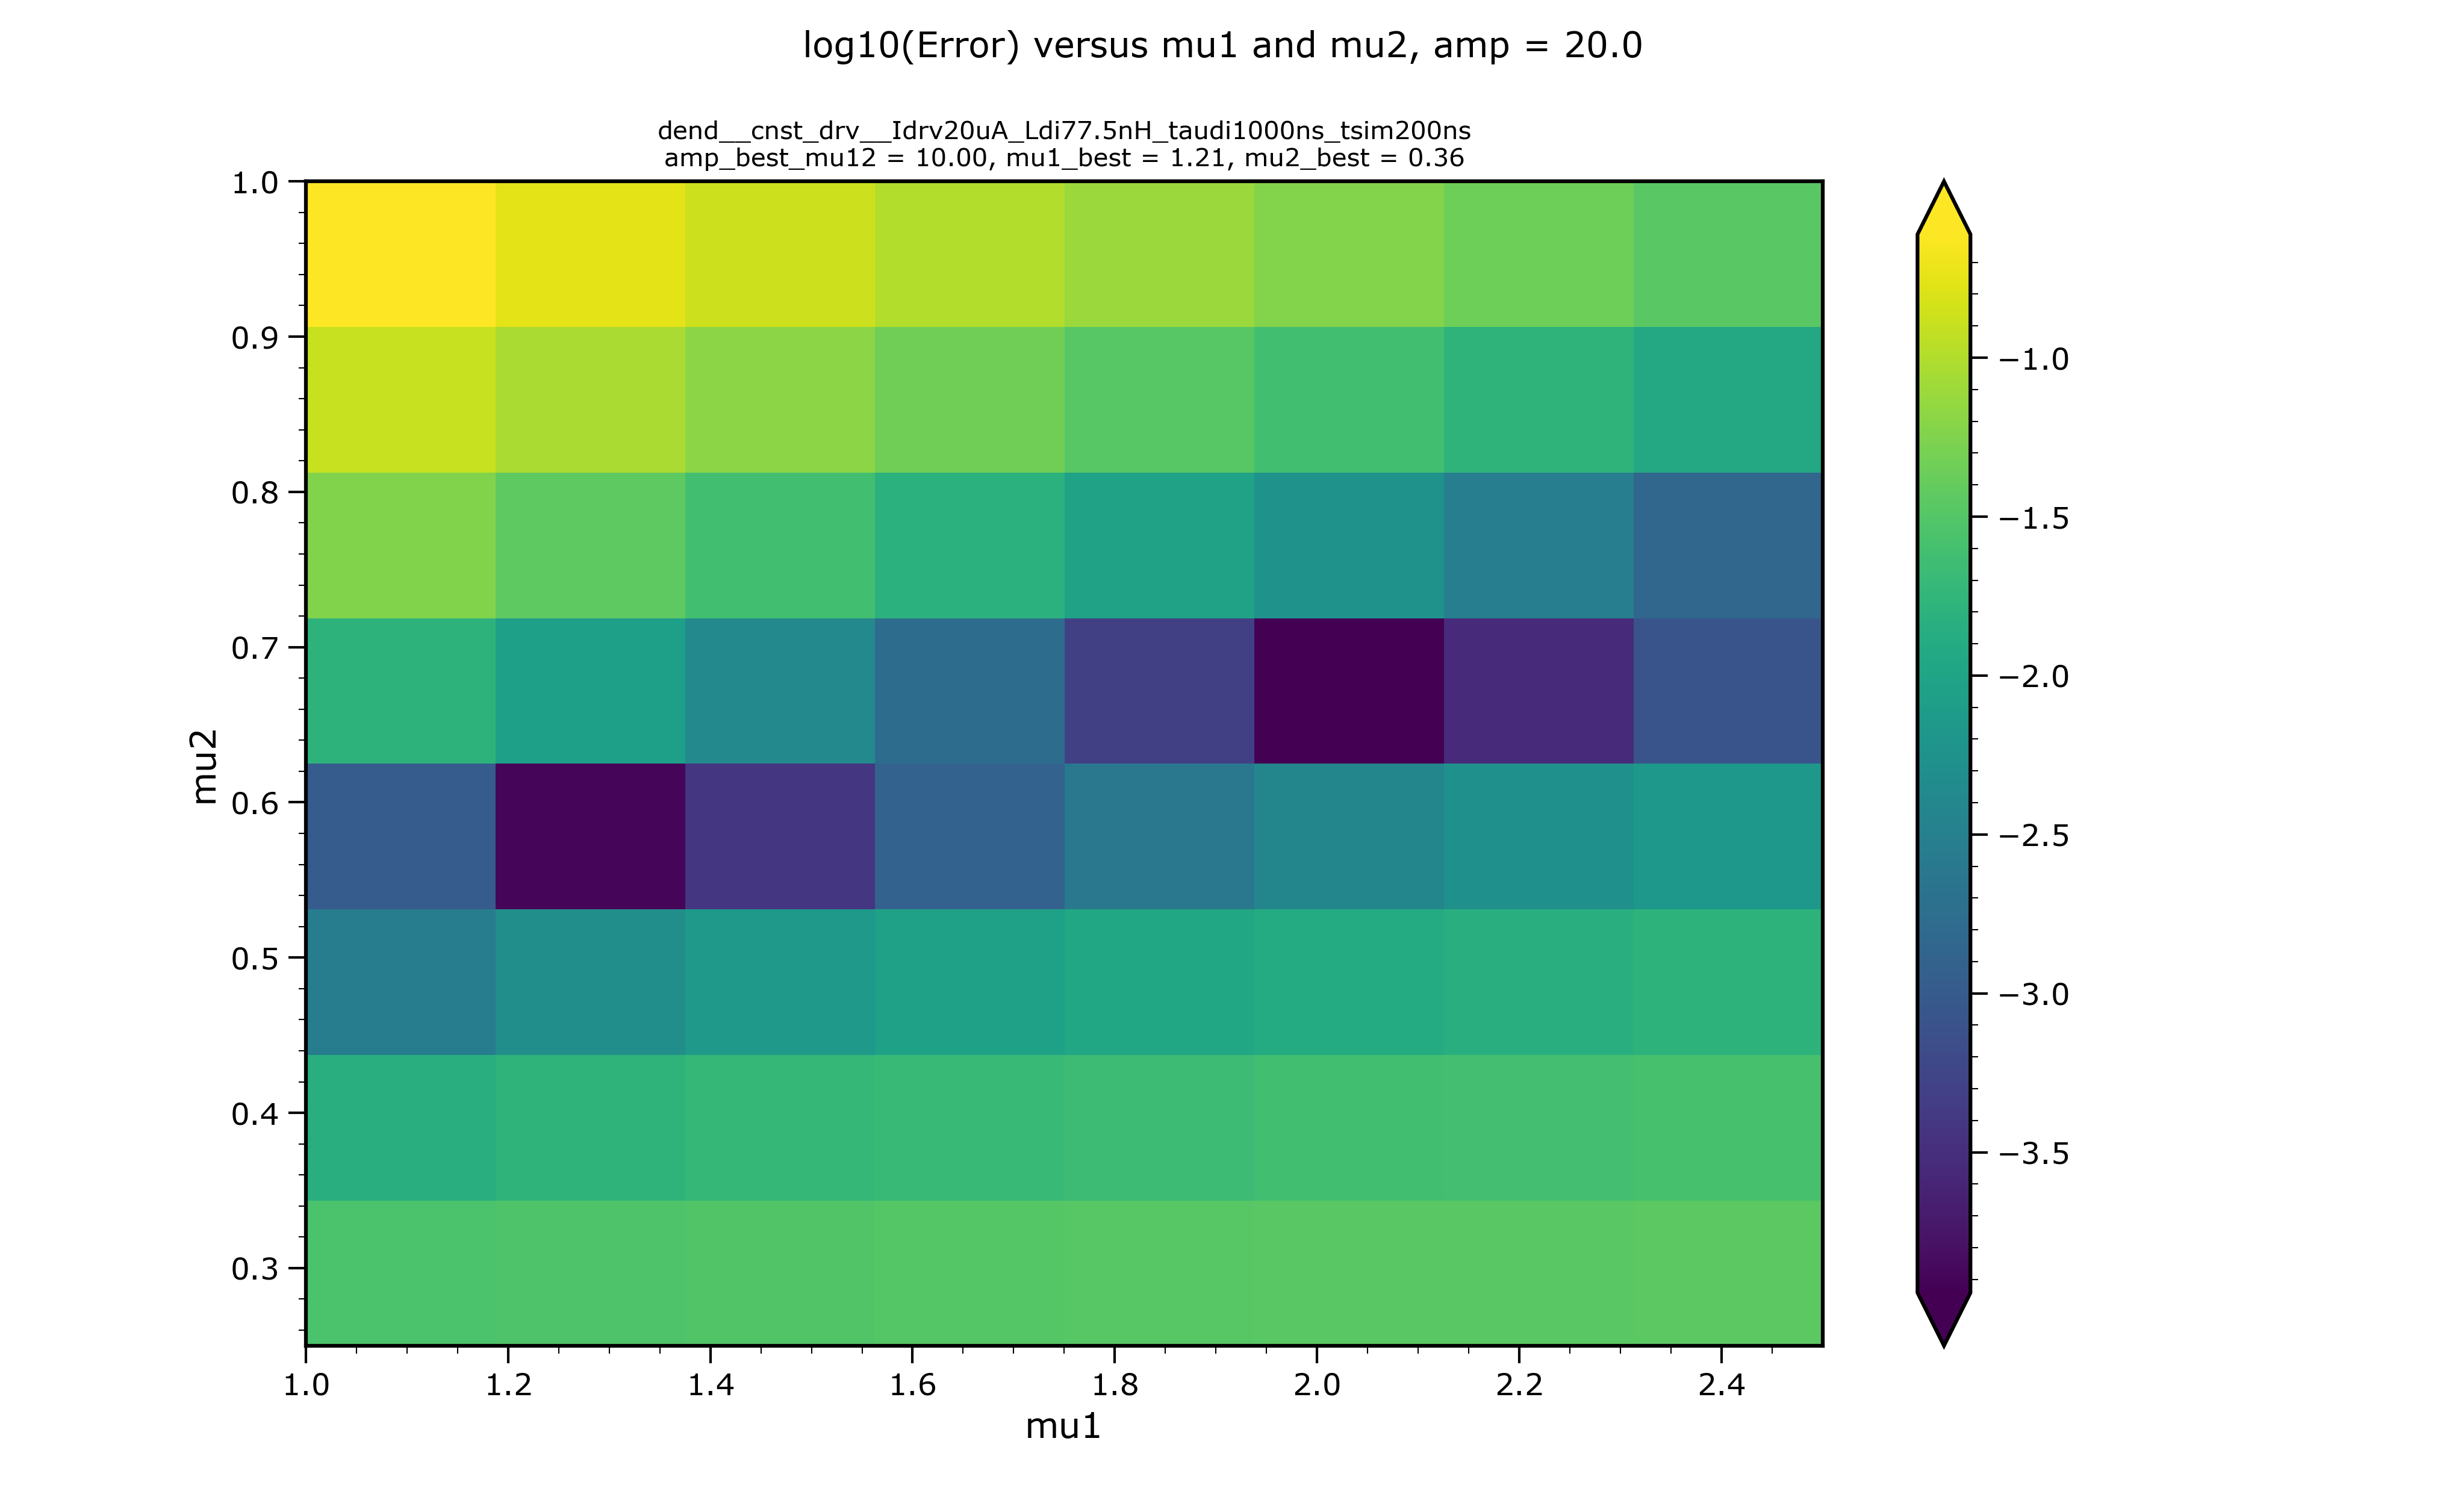 log10(Error) versus mu1 and mu2, amp = 20.0
dend__cnst_drv__Idrv20uA_Ldi77.5nH_taudi1000ns_tsim200ns
amp_best_mu12 = 10.00, mu1_best = 1.21, mu2_best = 0.36
1.0
0.9
0.8
0.7
0.6
0.5
0.4
0.3
mu2
1.0 1.2 1.4 1.6 1.8 2.0 2.2 2.4
mu1
−1.0
−1.5
−2.0
−2.5
−3.0
−3.5